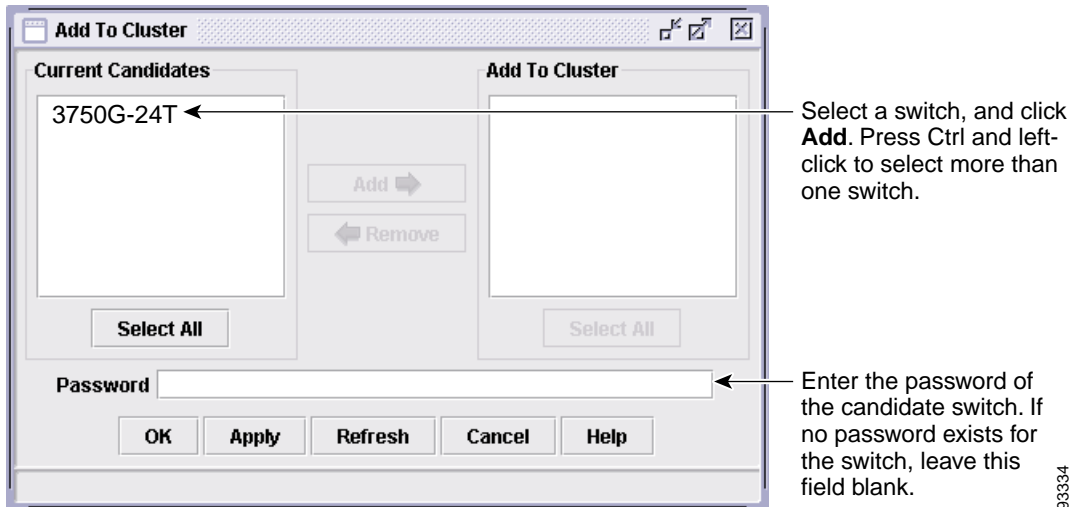 Add To Cluster
Current Candidates
Add To Cluster
3750G-24T
Add
Remove
Select All
Select All
Password
OK
Apply
Refresh
Cancel
Help
Select a switch, and click
Add. Press Ctrl and left-
click to select more than
one switch.
Enter the password of
the candidate switch. If
no password exists for
the switch, leave this
field blank.
93334